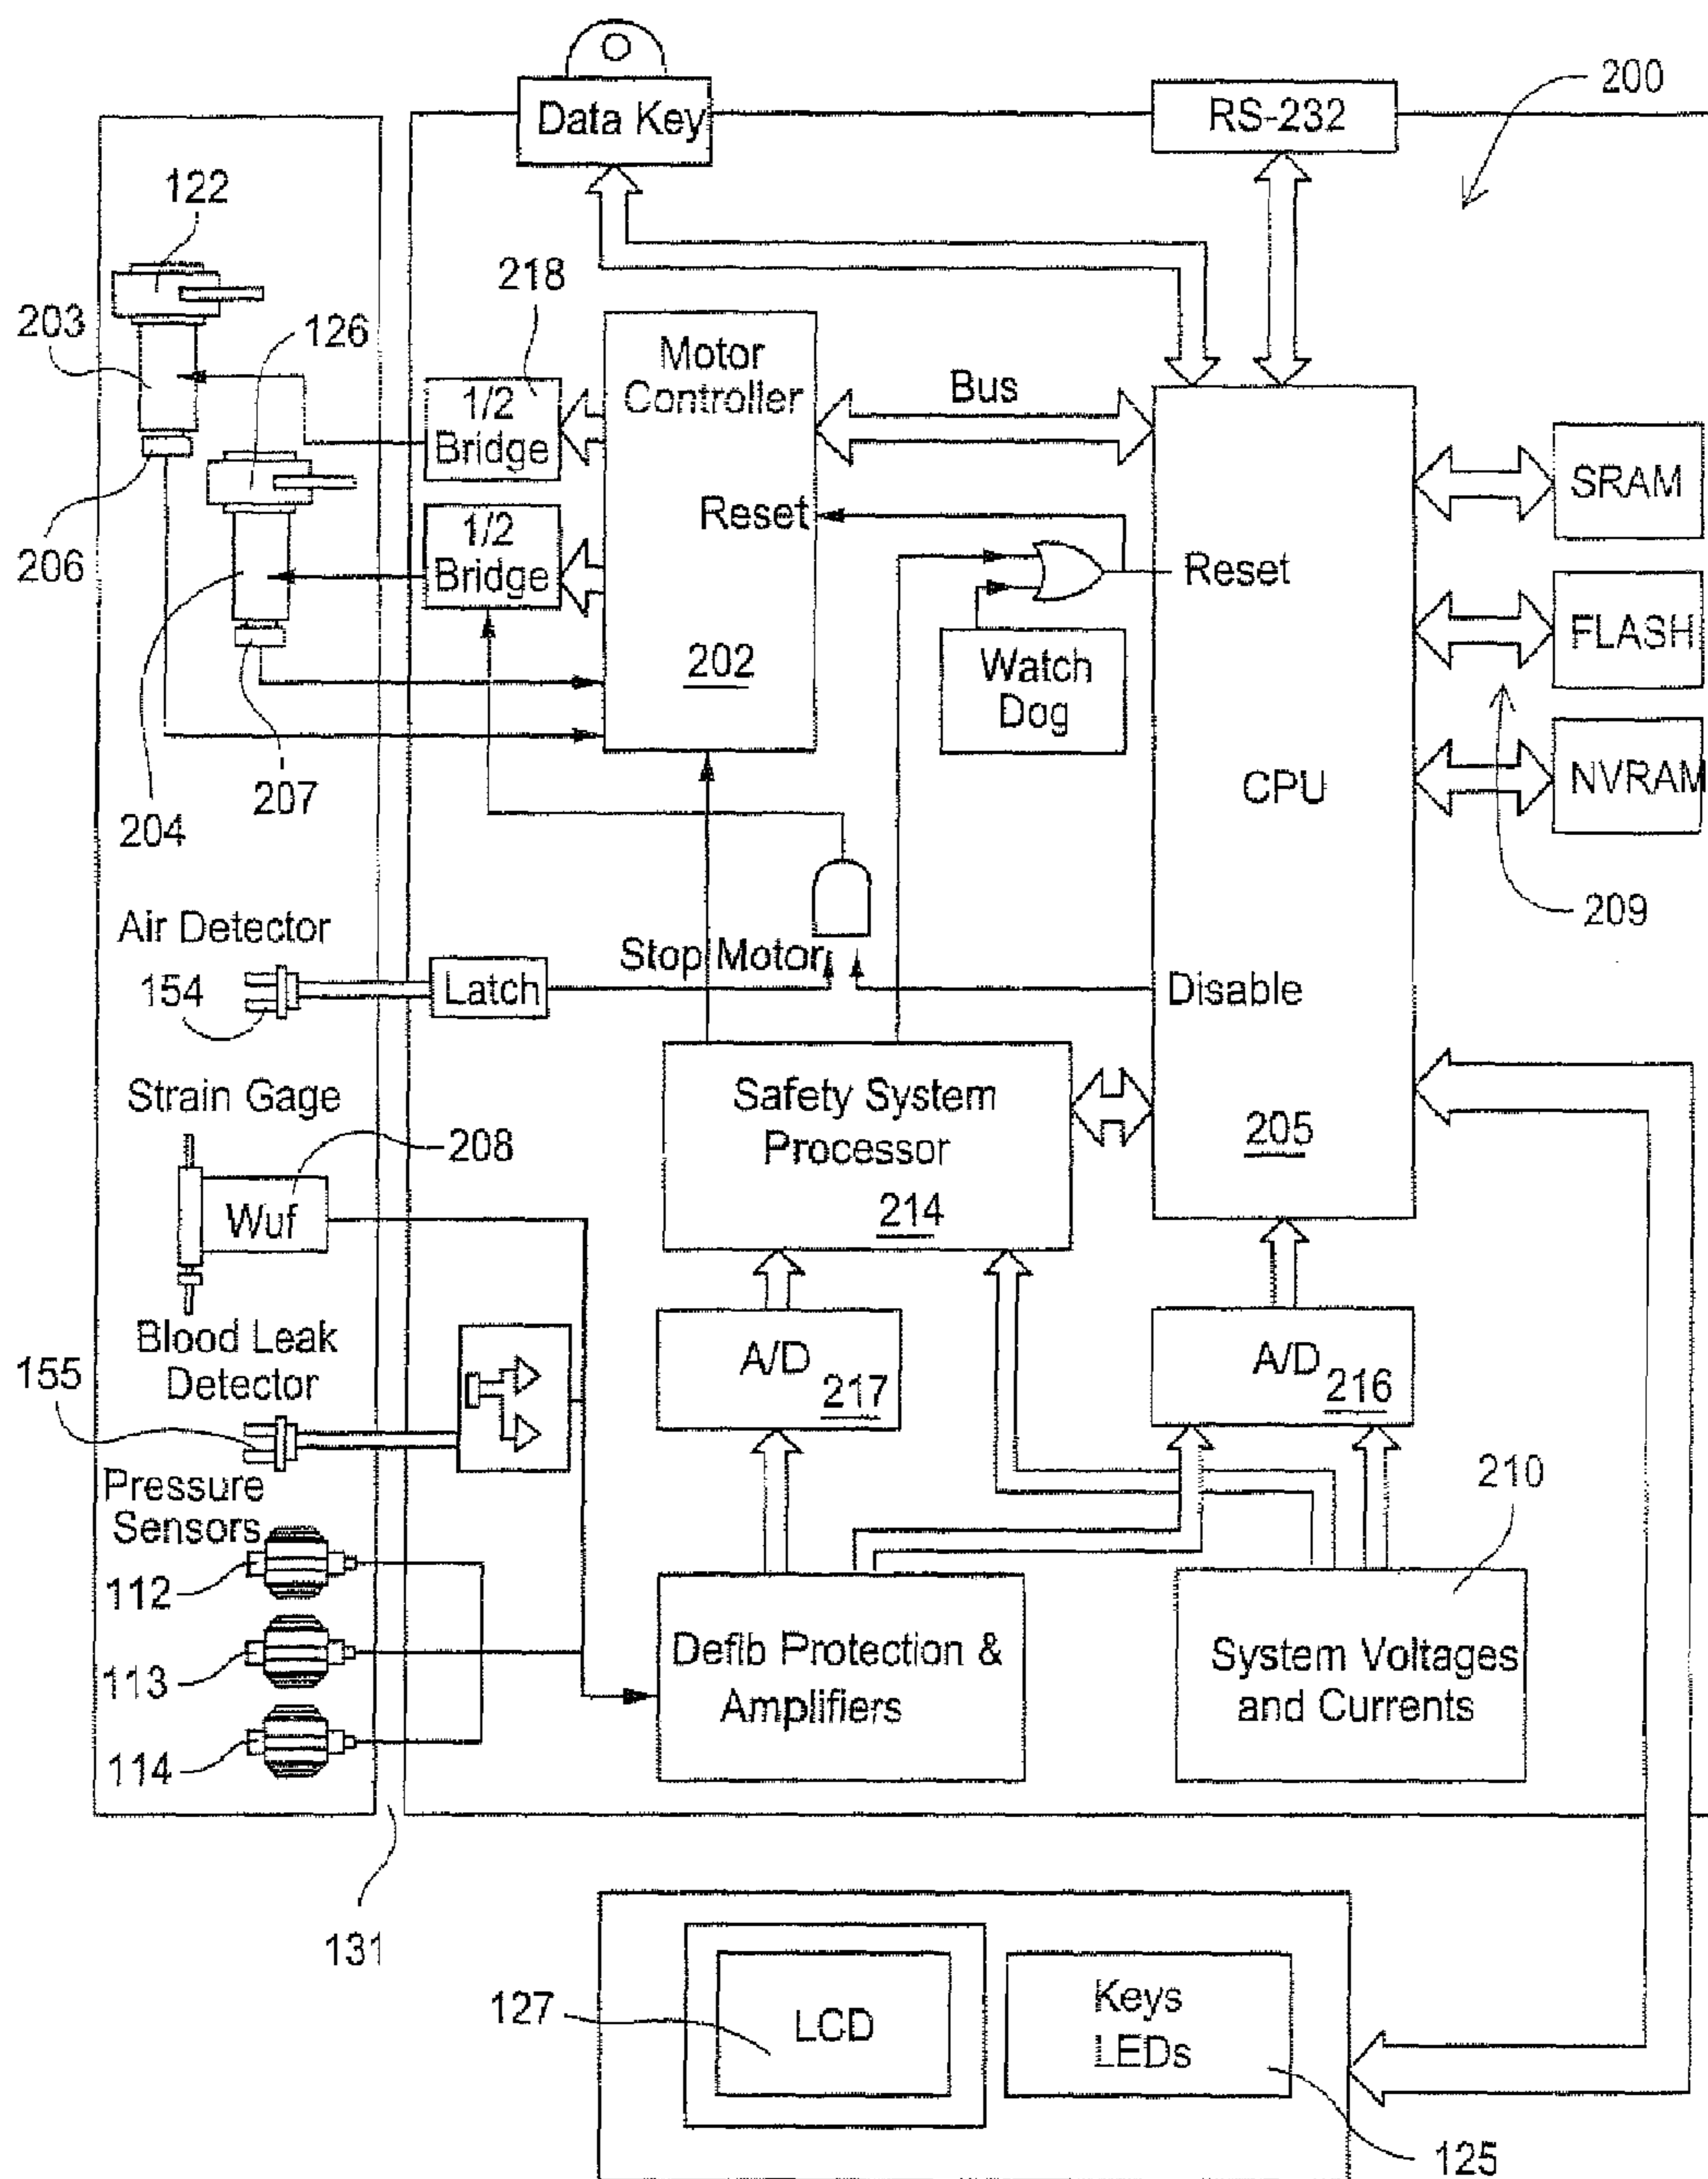 Data Key
RS-232
200
122
203
126
218
1/2
Bridge
Motor
Controller
Bus
Reset
1/2
Bridge
Reset
206
202
Watch
Dog
SRAM
FLASH
NVRAM
204
207
CPU
209
Air Detector
154
Latch
Stop Motor
Disable
Strain Gage
208
Wuf
Safety System
Processor
214
205
Blood Leak
Detector
155
A/D
217
A/D
216
Pressure
Sensors
112
113
114
210
Defib Protection &
Amplifiers
System Voltages
and Currents
131
127
LCD
Keys
LEDs
125